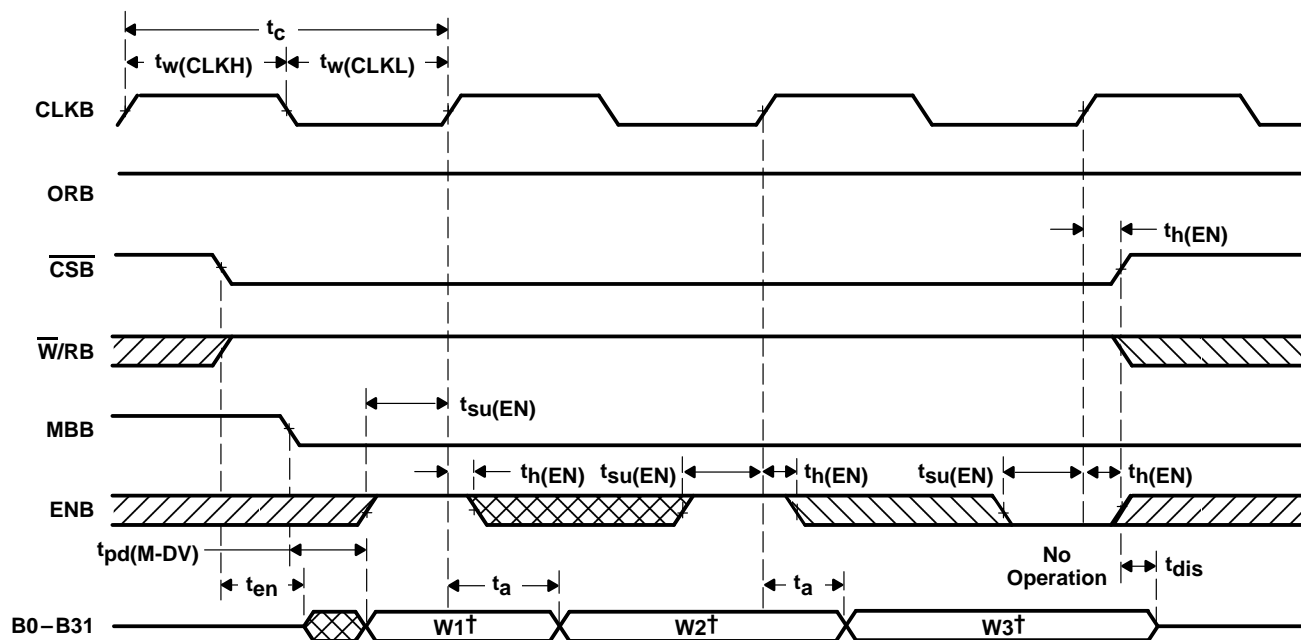 tc
tw(CLKH)
tw(CLKL)
CLKB
ORB
th(EN)
CSB
W/RB
tsu(EN)
MBB
th(EN)
tsu(EN)
th(EN)
tsu(EN)
th(EN)
ENB
tpd(M-DV)
No
Operation
ten
ta
ta
tdis
B0–B31
W1†
W2†
W3†